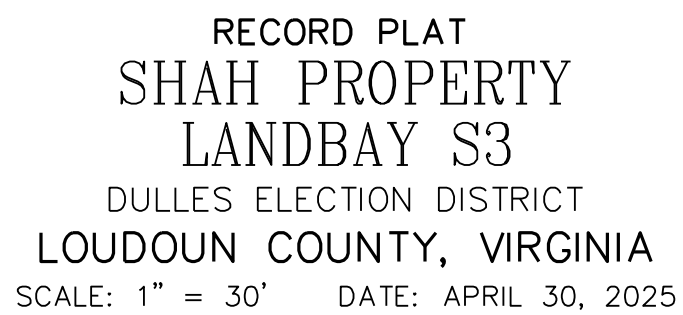 RECORD PLAT
SHAH PROPERTY
LANDBAY S3
DULLES ELECTION DISTRICT
LOUDOUN COUNTY, VIRGINIA
SCALE: 1" = 30' DATE: APRIL 30, 2025